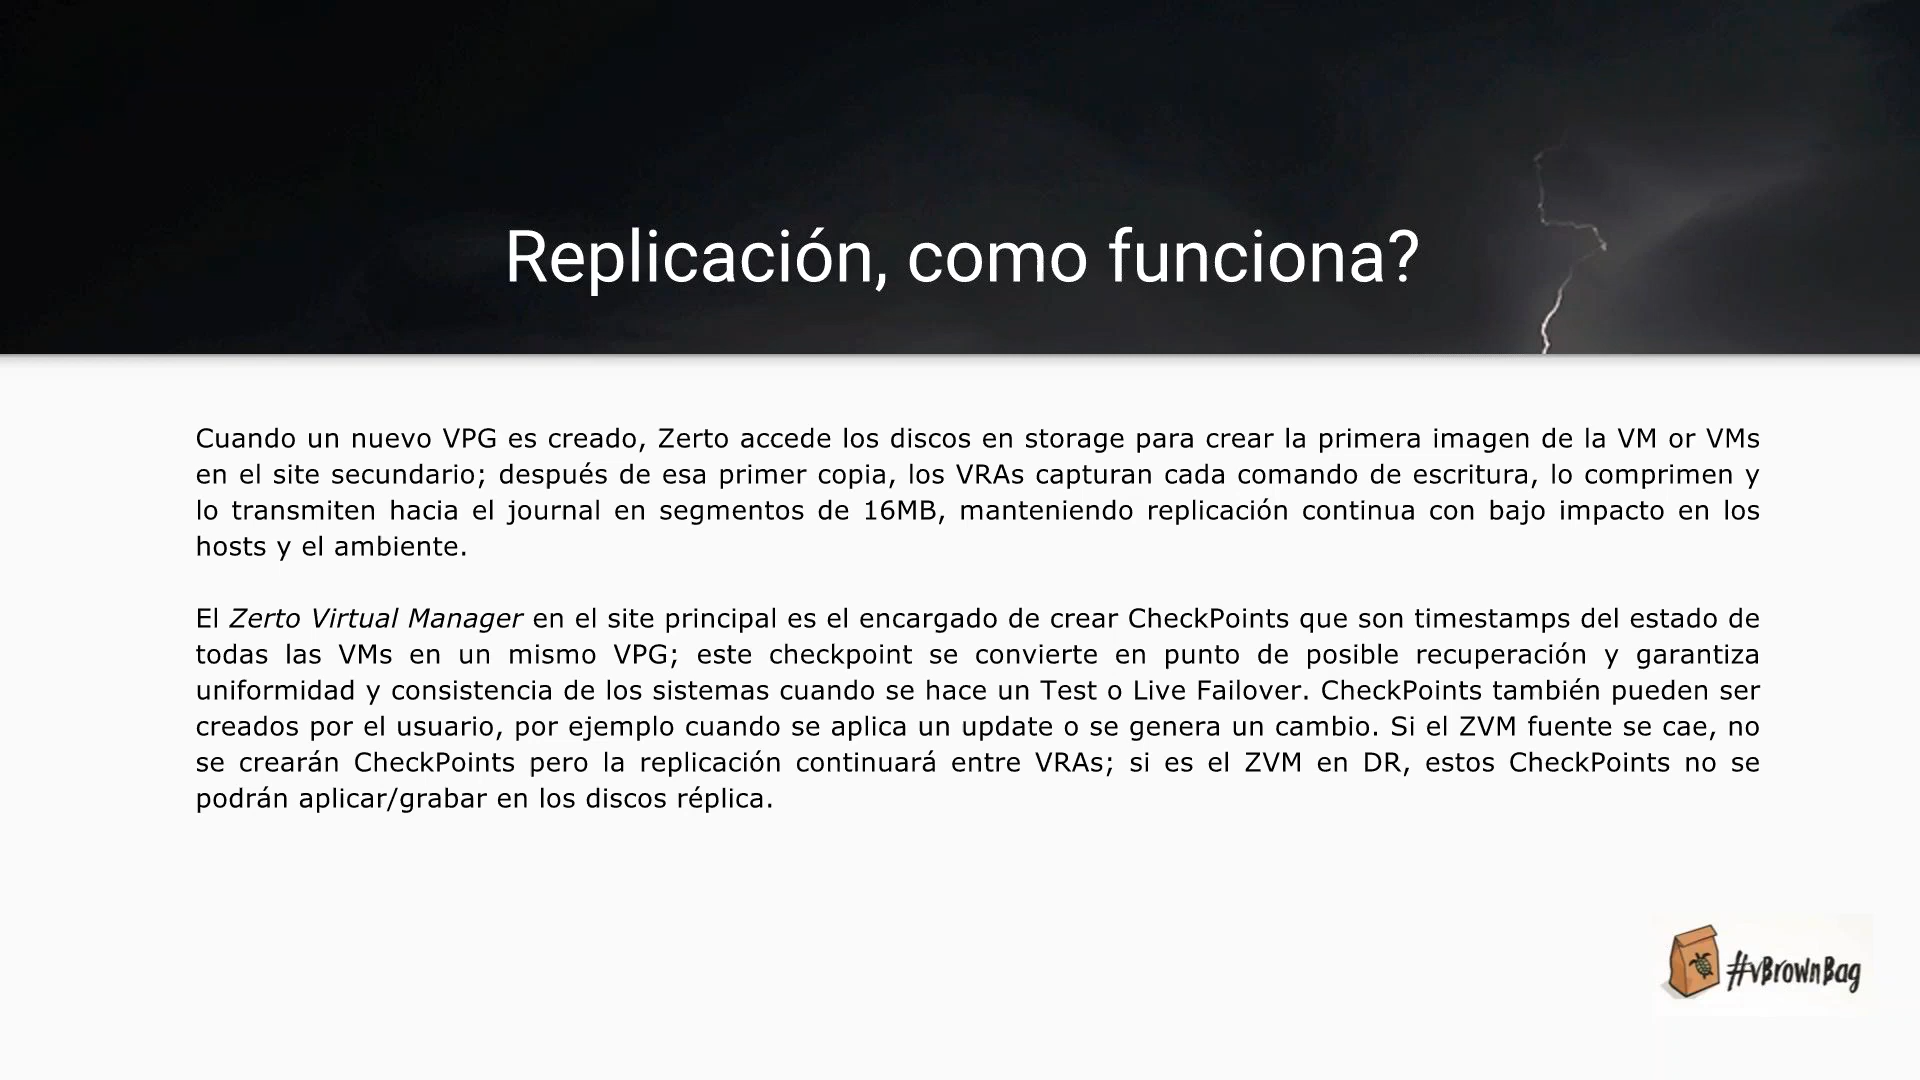 Replicación, como funciona?
Cuando un nuevo VPG es creado, Zerto accede los discos en storage para crear la primera imagen de la VM or VMs
en el site secundario; después de esa primer copia, los VRAs capturan cada comando de escritura, lo comprimen y
lo transmiten hacia el journal en segmentos de 16MB, manteniendo replicación continua con bajo impacto en los
hosts y el ambiente.
El Zerto Virtual Manager en el site principal es el encargado de crear CheckPoints que son timestamps del estado de
todas las VMs en un mismo VPG; este checkpoint se convierte en punto de posible recuperación y garantiza
uniformidad y consistencia de los sistemas cuando se hace un Test o Live Failover. CheckPoints también pueden ser
creados por el usuario, por ejemplo cuando se aplica un update o se genera un cambio. Si el ZVM fuente se cae, no
se crearán CheckPoints pero la replicación continuará entre VRAs; si es el ZVM en DR, estos CheckPoints no se
podrán aplicar/grabar en los discos réplica.
#vBrownBag